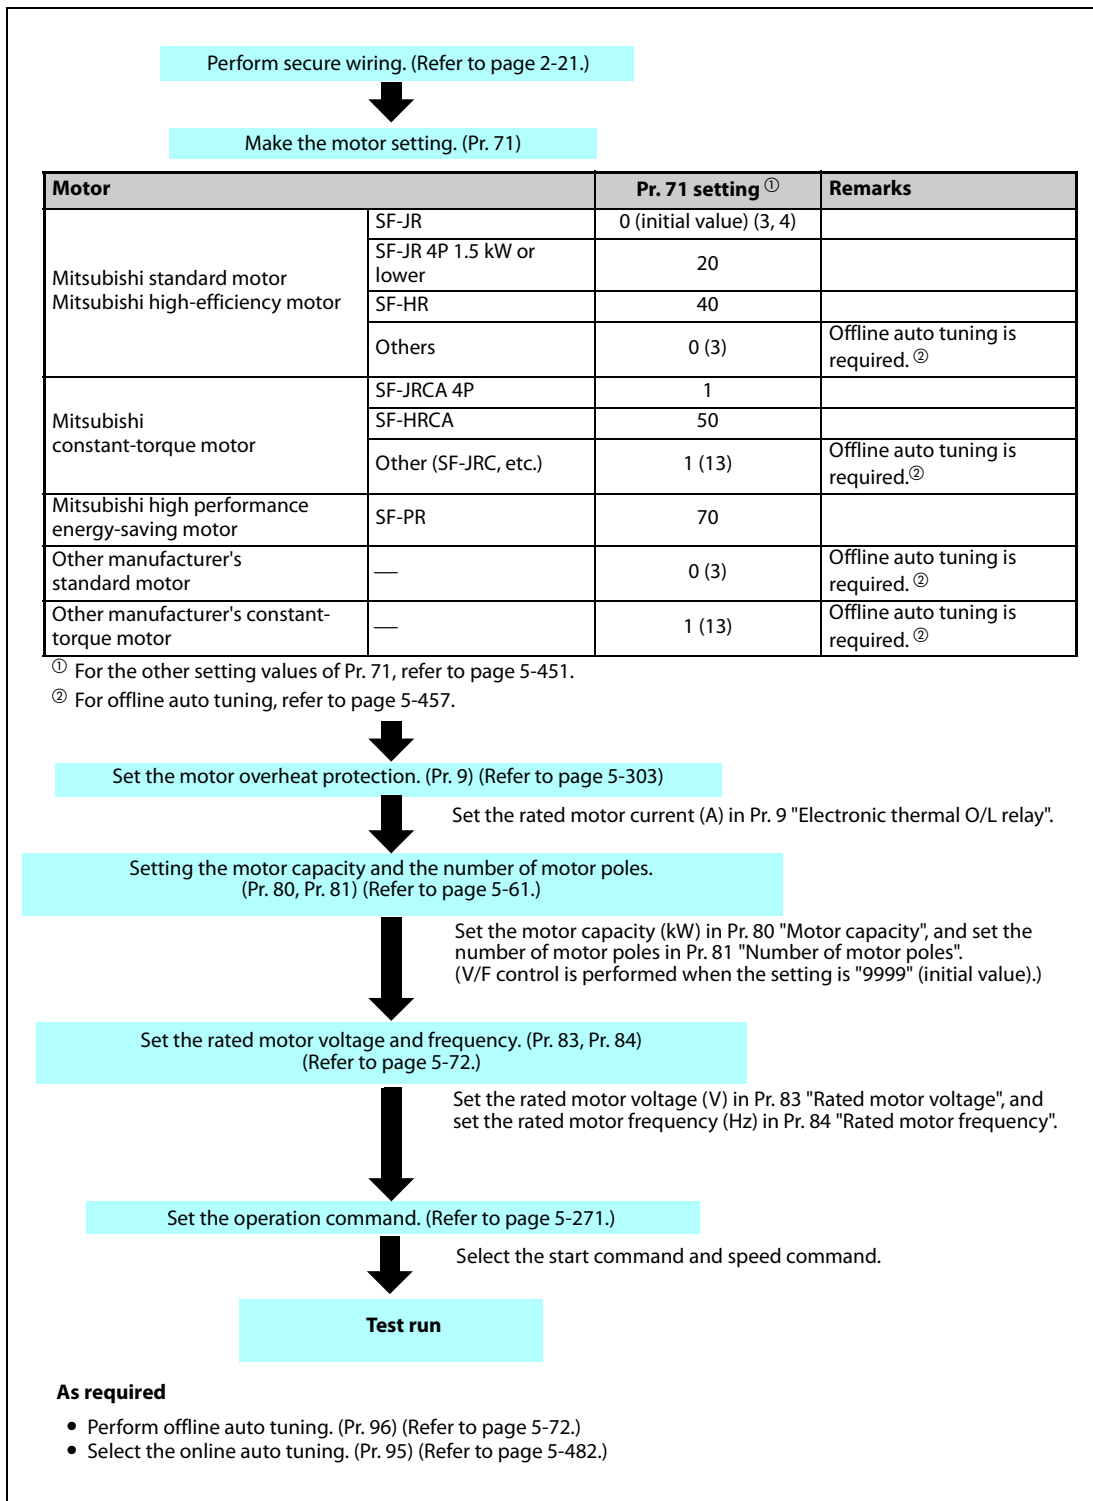 Perform secure wiring. (Refer to page 2-21.)
Make the motor setting. (Pr. 71)
Motor Pr. 71 setting ① Remarks
Mitsubishi standard motor
Mitsubishi high-efficiency motor
SF-JR 0 (initial value) (3, 4)
SF-JR 4P 1.5 kW or
lower
20
SF-HR 40
Others 0 (3) Offline auto tuning is
required. ②
Mitsubishi
constant-torque motor
SF-JRCA 4P 1
SF-HRCA 50
Other (SF-JRC, etc.) 1 (13) Offline auto tuning is
required.②
Mitsubishi high performance
energy-saving motor
SF-PR 70
Other manufacturer's
standard motor
— 0 (3) Offline auto tuning is
required. ②
Other manufacturer's constant-
torque motor
— 1 (13) Offline auto tuning is
required. ②
① For the other setting values of Pr. 71, refer to page 5-451.
② For offline auto tuning, refer to page 5-457.
Set the motor overheat protection. (Pr. 9) (Refer to page 5-303)
Set the rated motor current (A) in Pr. 9 "Electronic thermal O/L relay".
Setting the motor capacity and the number of motor poles.
(Pr. 80, Pr. 81) (Refer to page 5-61.)
Set the motor capacity (kW) in Pr. 80 "Motor capacity", and set the
number of motor poles in Pr. 81 "Number of motor poles".
(V/F control is performed when the setting is "9999" (initial value).)
Set the rated motor voltage and frequency. (Pr. 83, Pr. 84)
(Refer to page 5-72.)
Set the rated motor voltage (V) in Pr. 83 "Rated motor voltage", and
set the rated motor frequency (Hz) in Pr. 84 "Rated motor frequency".
Set the operation command. (Refer to page 5-271.)
Select the start command and speed command.
Test run
As required
• Perform offline auto tuning. (Pr. 96) (Refer to page 5-72.)
• Select the online auto tuning. (Pr. 95) (Refer to page 5-482.)